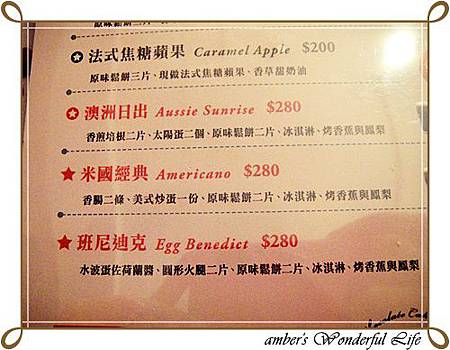 法式焦糖蘋果 Caramel Apple $200
原味鬆餅三片、現做法式焦糖蘋果、香草甜奶油
澳洲日出 Aussie Sunrise $280
香煎培根二片、太陽蛋二個、原味鬆餅二片、冰淇淋、烤香蕉與鳳梨
米國經典 Americano $280
香腸二條、美式炒蛋一份、原味鬆餅二片、冰淇淋、烤香蕉與鳳梨
班尼迪克 Egg Benedict $280
水波蛋佐荷蘭醬、圓形火腿二片、原味鬆餅二片、冰淇淋、烤香蕉與鳳梨
amber's Wonderful Life